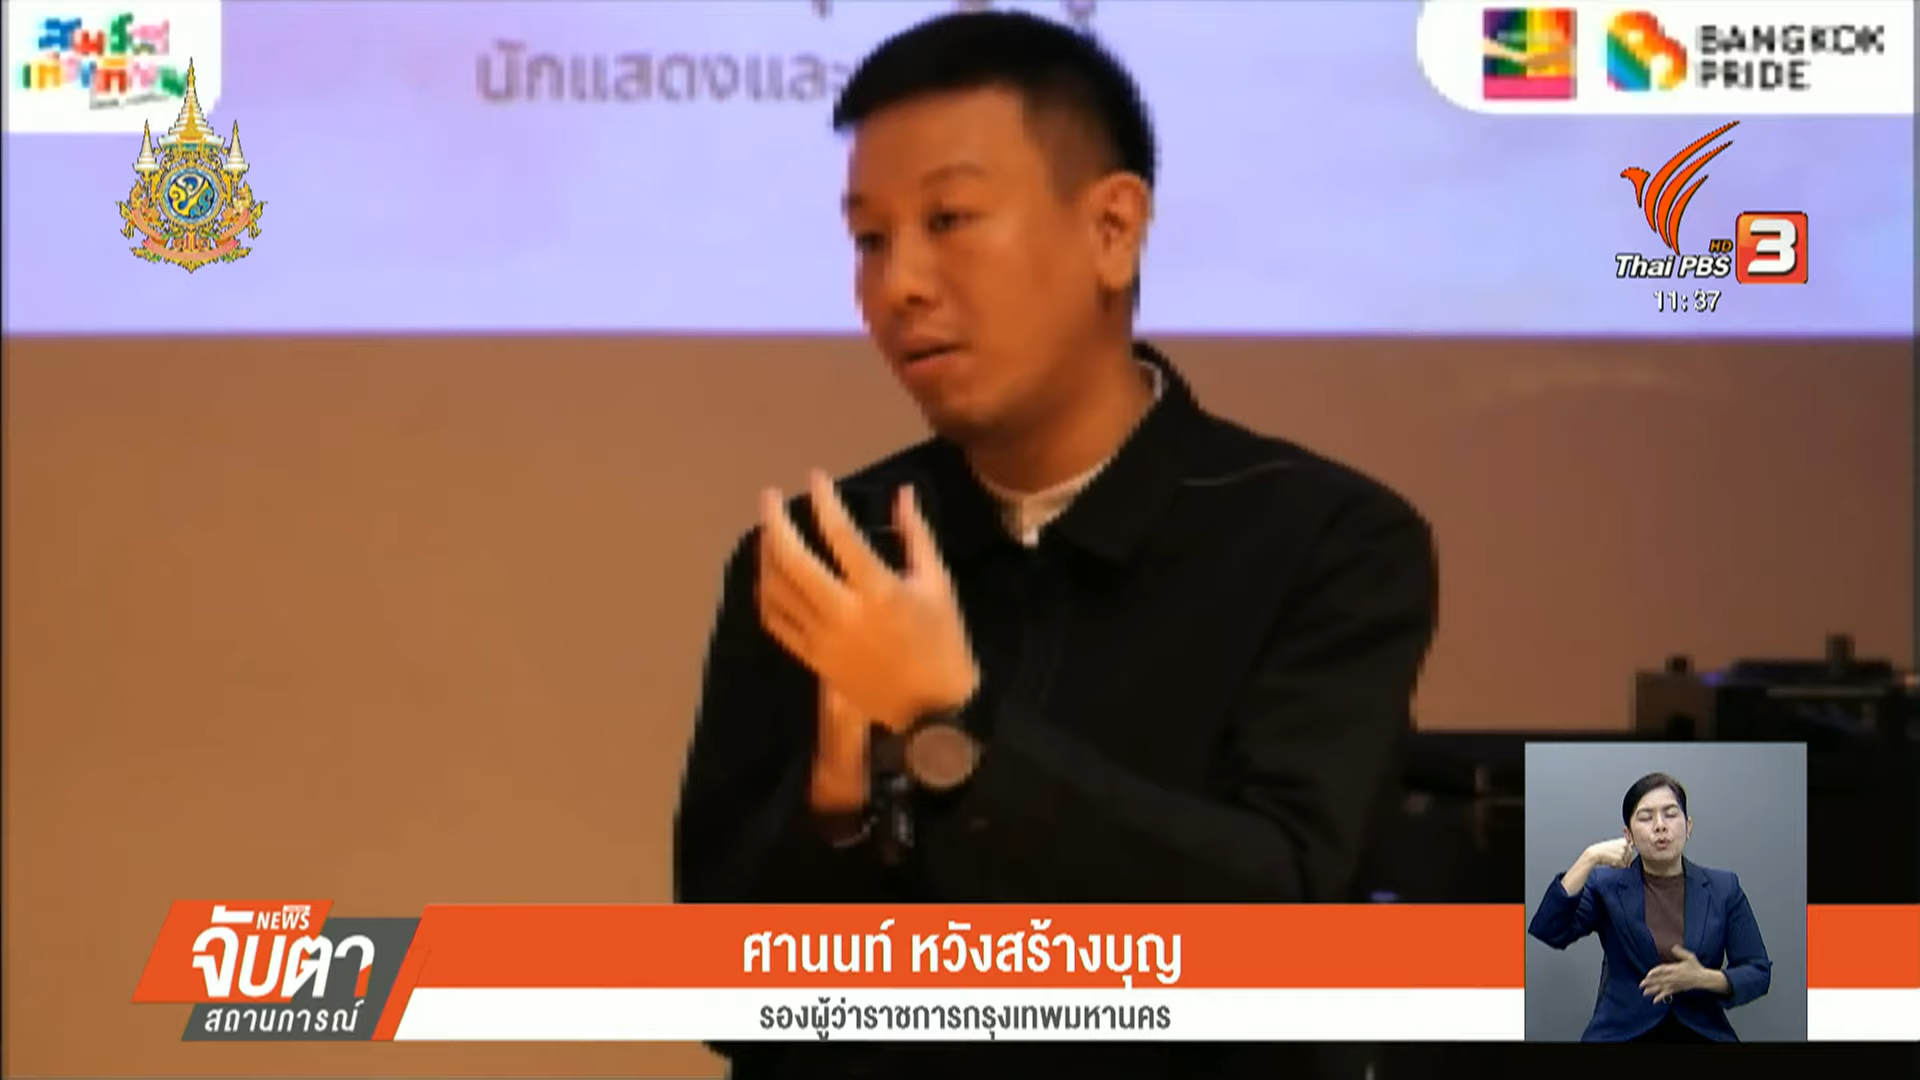 นักแสดงและ
BANGKOK
PRIDE
HD
Thai PBS 3
11:37
NEWS
จับตา
สถานการณ์
ศานนท์ หวังสร้างบุญ
รองผู้ว่าราชการกรุงเทพมหานคร